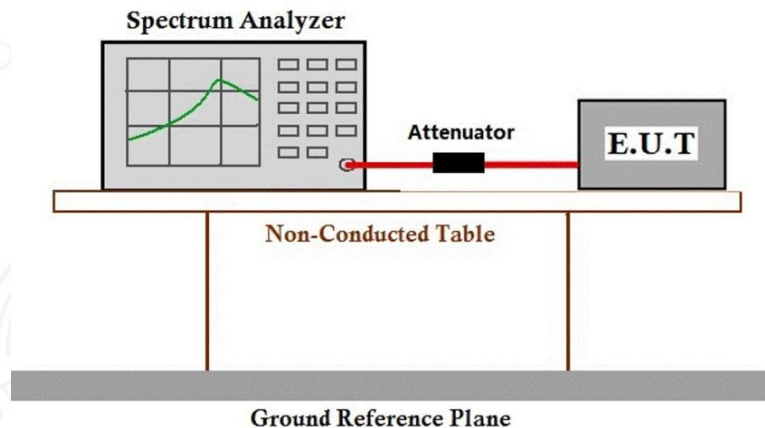 Spectrum Analyzer
Attenuator
E.U.T
Non-Conducted Table
Ground Reference Plane